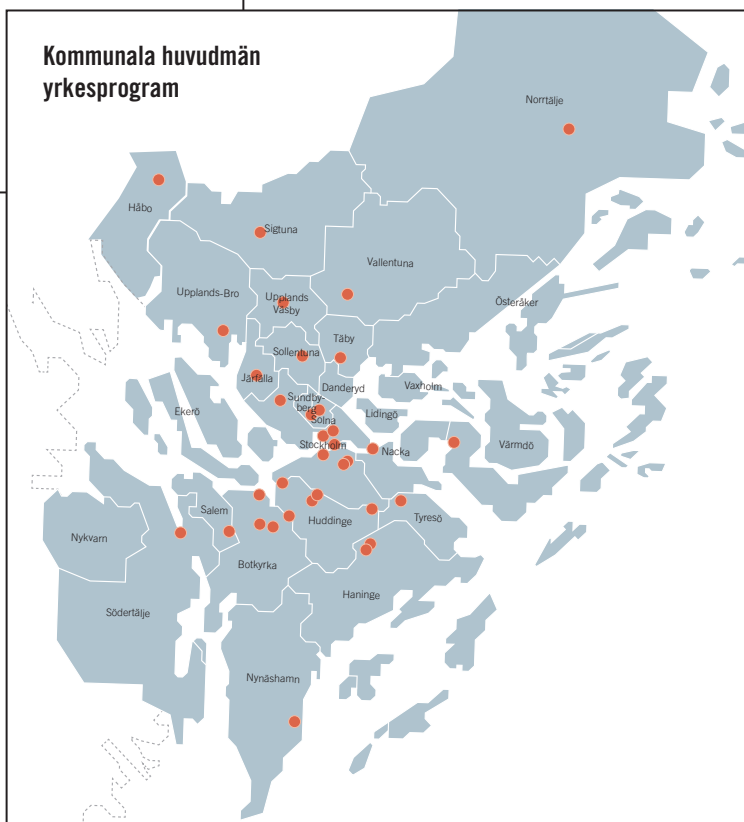 Kommunala huvudmän
yrkesprogram
Norrtälje
Håbo
Sigtuna
Vallentuna
Upplands-Bro
Upplands
Väsby
Österåker
Täby
Sollentuna
Järfälla
Danderyd
Vaxholm
Ekerö
Sundby-
berg
Lidingö
Solna
Stockholm
Nacka
Värmdö
Salem
Huddinge
Tyresö
Nykvarn
Botkyrka
Haninge
Södertälje
Nynäshamn